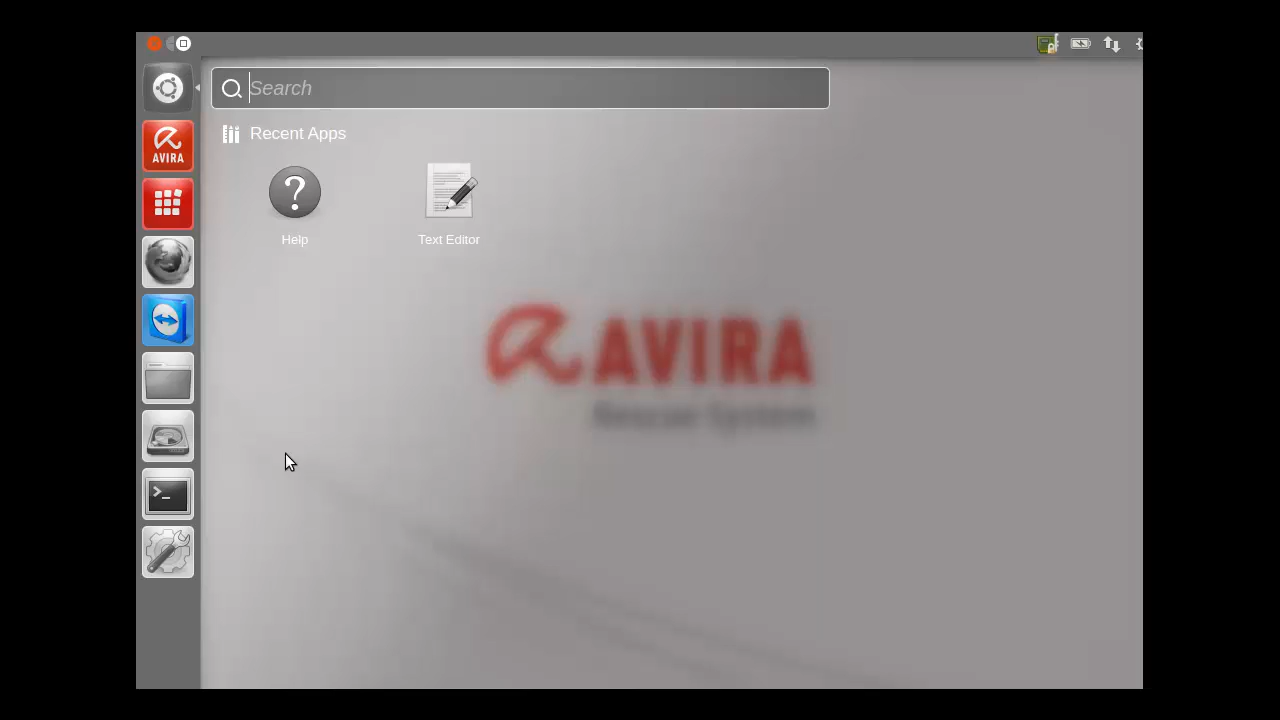 Search
AVIRA
Recent Apps
Help
Text Editor
AVIRA
Rescue System
>_